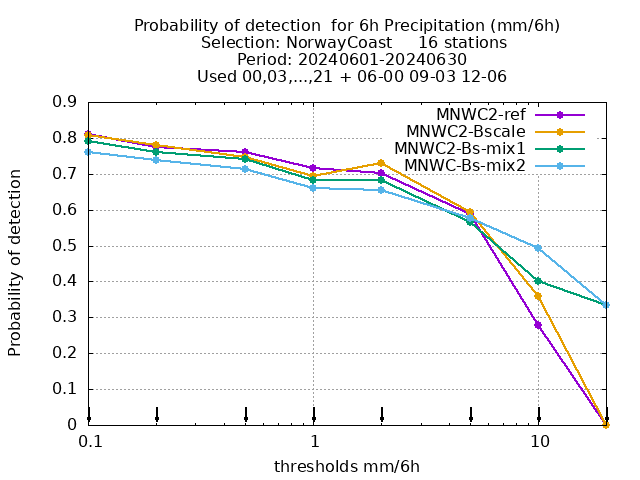 Probability of detection  for 6h Precipitation (mm/6h)
Selection: NorwayCoast     16 stations
Period: 20240601-20240630
Used 00,03,...,21 + 06-00 09-03 12-06
MNWC2-ref
MNWC2-Bscale
MNWC2-Bs-mix1
MNWC-Bs-mix2
Probability of detection
0.9
0.8
0.7
0.6
0.5
0.4
0.3
0.2
0.1
0
0.1
1
10
thresholds mm/6h